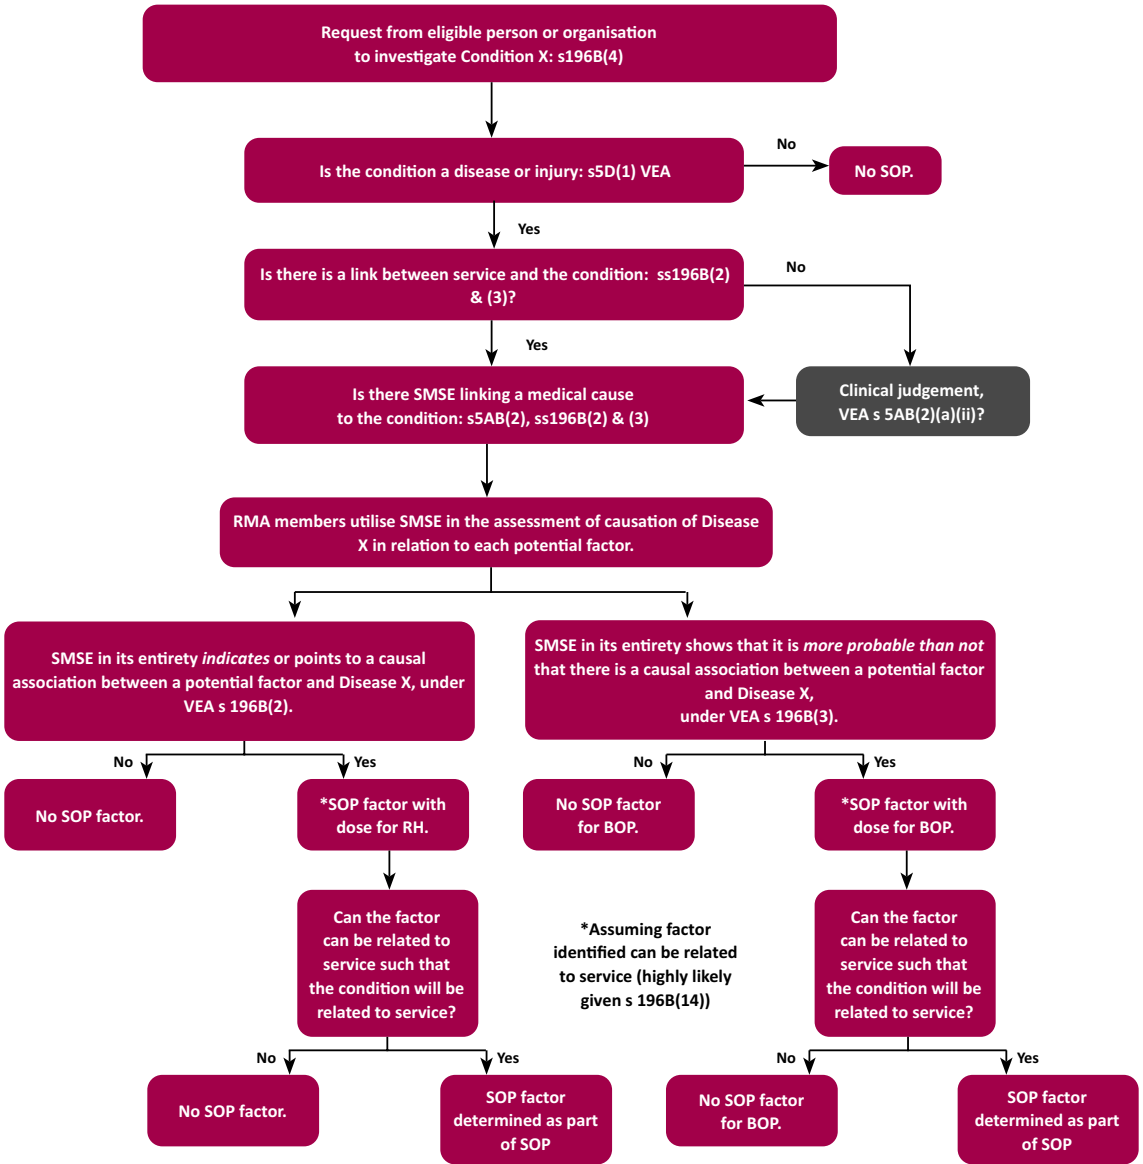 Request from eligible person or organisation
to investigate Condition X: s196B(4)
Is the condition a disease or injury: s5D(1) VEA
No
No SOP.
Yes
Is there is a link between service and the condition:  ss196B(2)
& (3)?
No
Yes
Is there SMSE linking a medical cause
to the condition: s5AB(2), ss196B(2) & (3)
Clinical judgement,
VEA s 5AB(2)(a)(ii)?
RMA members utilise SMSE in the assessment of causation of Disease
X in relation to each potential factor.
SMSE in its entirety indicates or points to a causal
association between a potential factor and Disease X, under
VEA s 196B(2).
SMSE in its entirety shows that it is more probable than not
that there is a causal association between a potential factor
and Disease X,
under VEA s 196B(3).
No
Yes
No
Yes
No SOP factor.
*SOP factor with
dose for RH.
No SOP factor
for BOP.
*SOP factor with
dose for BOP.
Can the factor
can be related to
service such that
the condition will be
related to service?
*Assuming factor
identified can be related
to service (highly likely
given s 196B(14))
Can the factor
can be related to
service such that
the condition will be
related to service?
No
Yes
No
Yes
No SOP factor.
SOP factor
determined as part
of SOP
No SOP factor
for BOP.
SOP factor
determined as part
of SOP